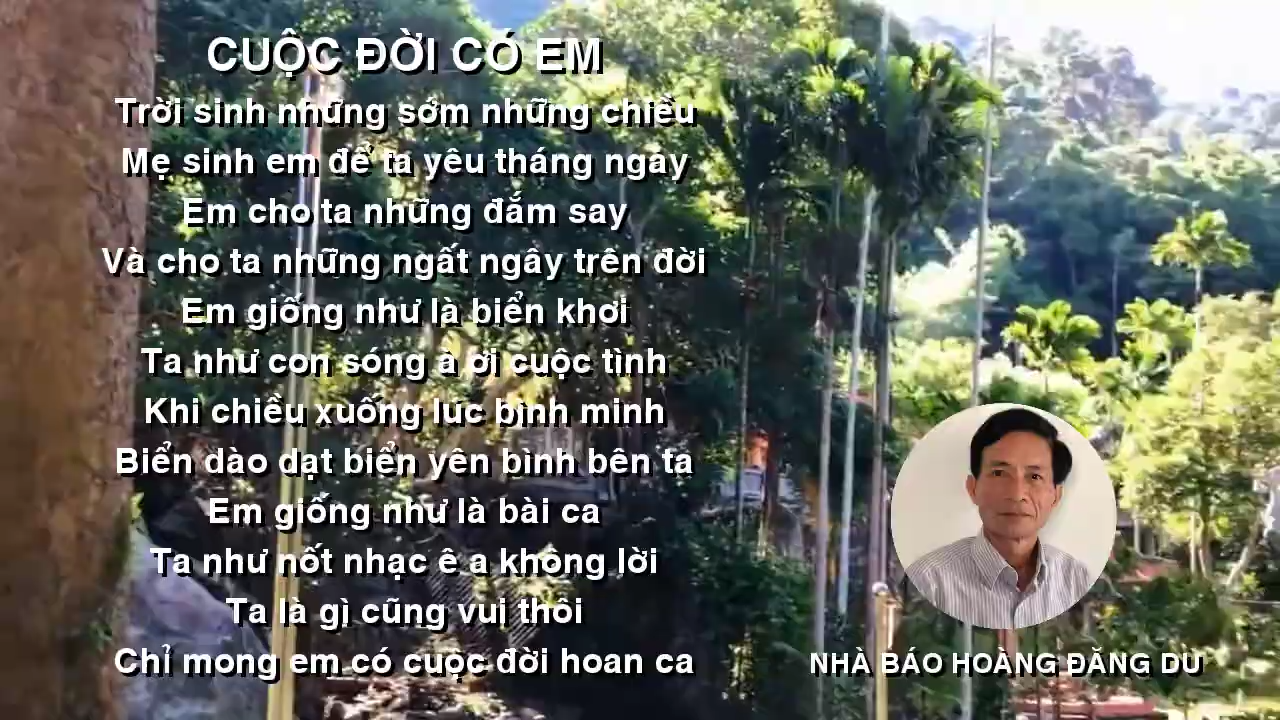 CUỘC ĐỜI CÓ EM
Trời sinh những sớm những chiều
Mẹ sinh em để ta yêu tháng ngày
Em cho ta những đắm say
Và cho ta những ngất ngây trên đời
Em giống như là biển khơi
Ta như con sóng à ơi cuộc tình
Khi chiều xuống lúc bình minh
Biển dào dạt biển yên bình bên ta
Em giống như là bài ca
Ta như nốt nhạc ê a không lời
Ta là gì cũng vui thôi
Chỉ mong em có cuộc đời hoan ca
NHÀ BÁO HOÀNG ĐĂNG DU